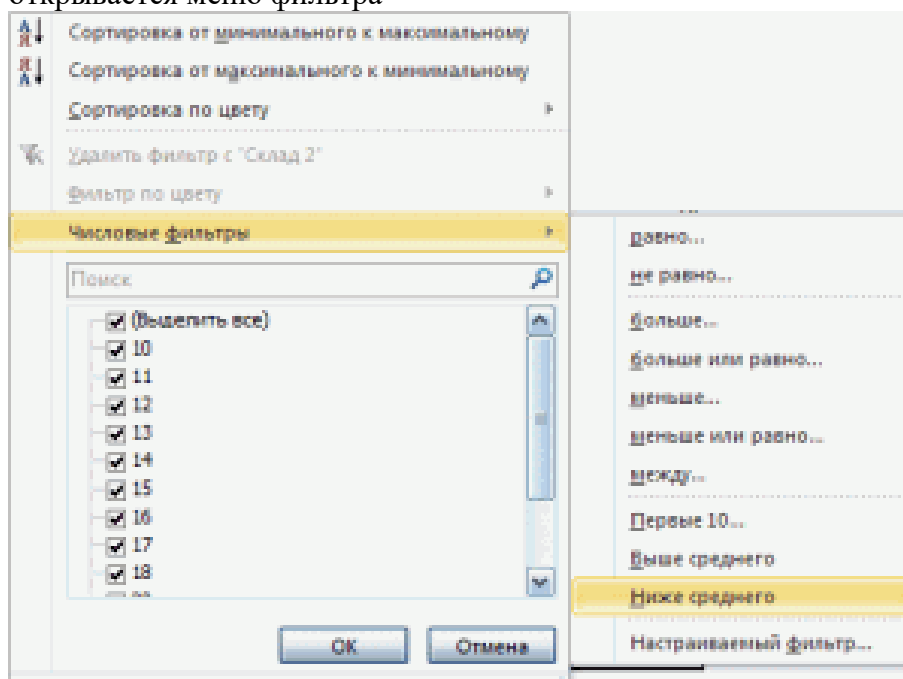 открывается меню фильтра
Сортировка от минимального к максимальному
Сортировка от максимального к минимальному
Сортировка по цвету
Удалить фильтр с "Склад 2"
Фильтр по цвету
Числовые фильтры
Поиск
(Выделить все)
10
11
12
13
14
15
16
17
18
ОК Отмена
равно...
не равно...
больше...
больше или равно...
меньше...
меньше или равно...
между...
Первые 10...
Выше среднего
Ниже среднего
Настраиваемый фильтр...